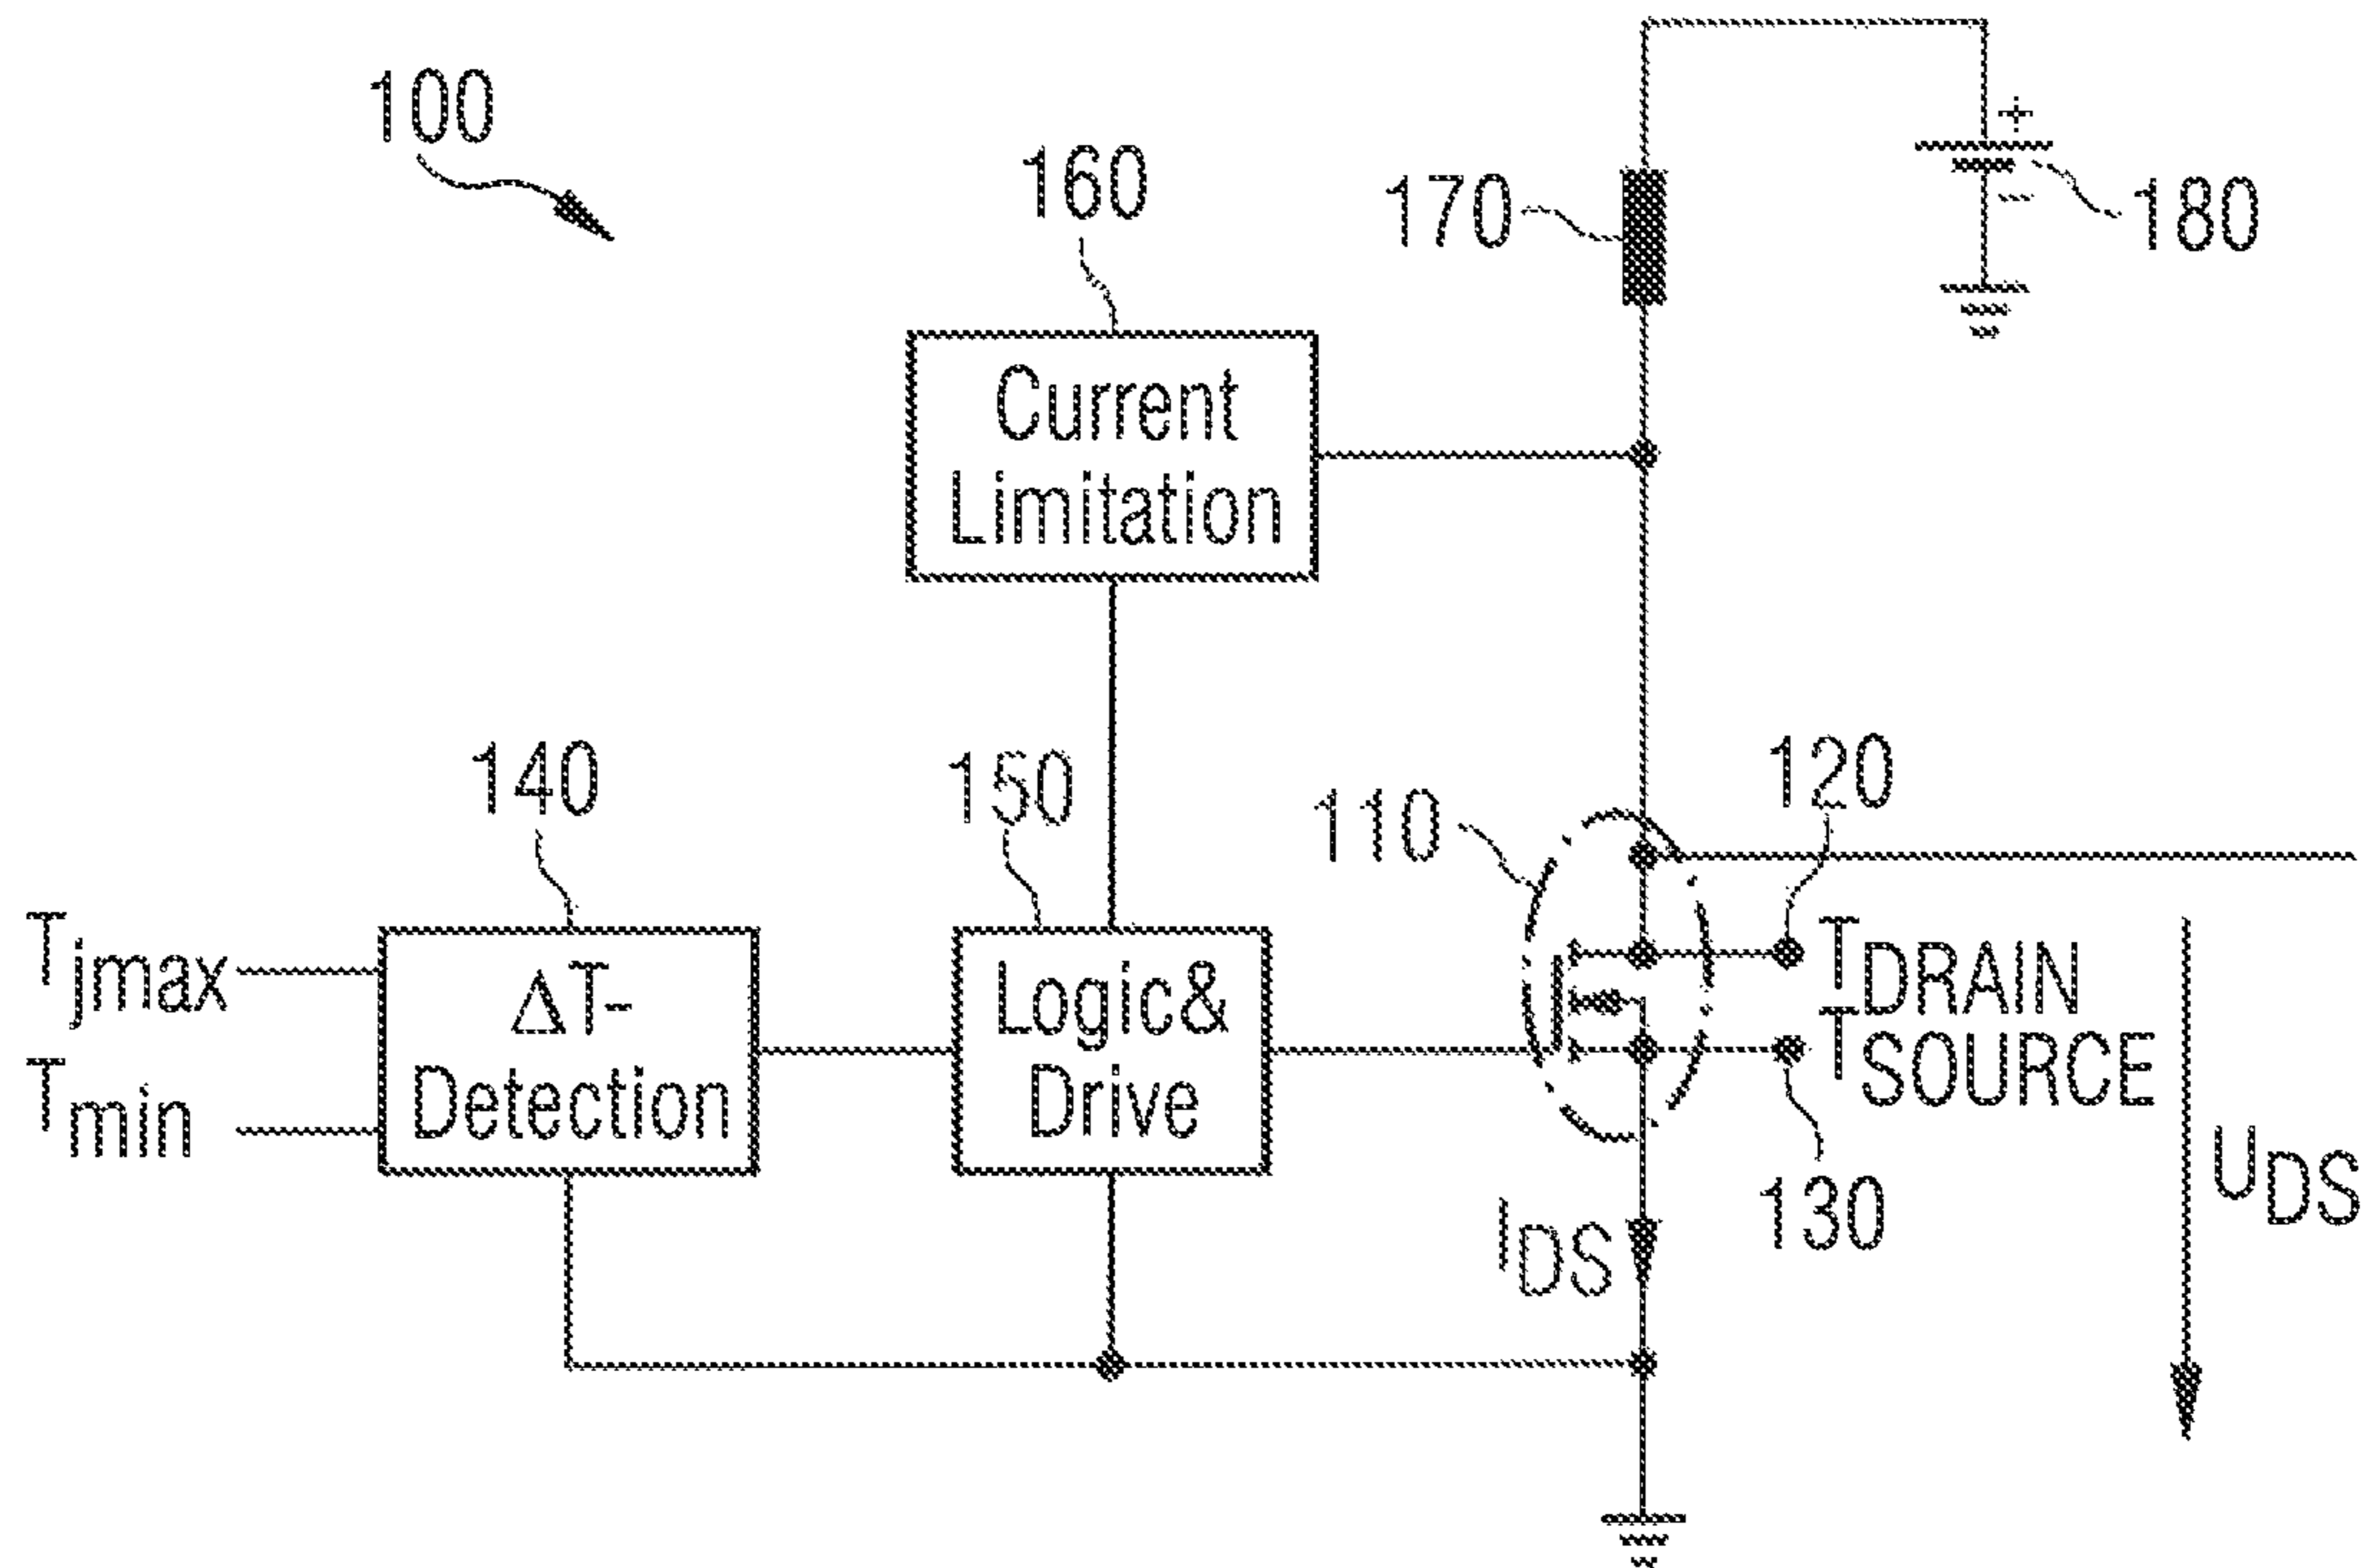 100
160
170
+
−
180
Current
Limitation
140
150
110
120
Tjmax
Tmin
ΔT-
Detection
Logic&
Drive
TDRAIN
TSOURCE
130
IDS
UDS